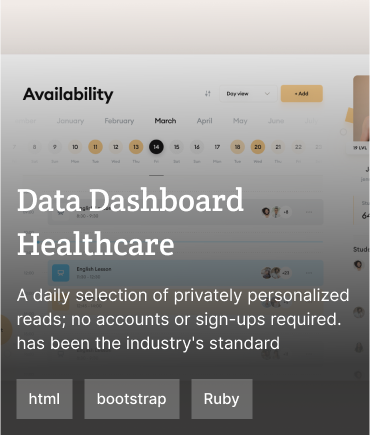 Availability
Day view
+ Add
January February March April May June
8 9 10 11 12 13 14 15 16 17 18 19 20 21 22
Data Dashboard
Healthcare
English Lesson
A daily selection of privately personalized
reads; no accounts or sign-ups required.
has been the industry's standard
html bootstrap Ruby